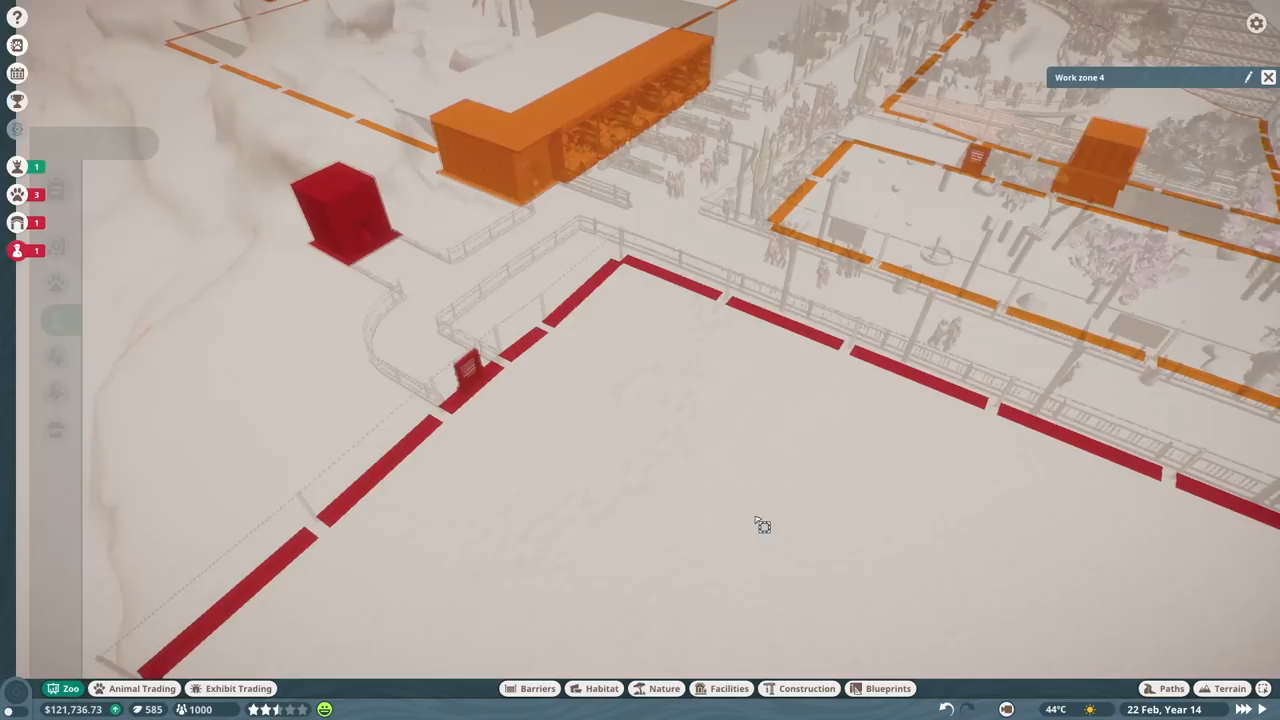 ?
Work zone 4
1
3
1
1
Zoo
Animal Trading
Exhibit Trading
Barriers
Habitat
Nature
Facilities
Construction
Blueprints
Paths
Terrain
$121,736.73
585
1000
44°C
22 Feb, Year 14